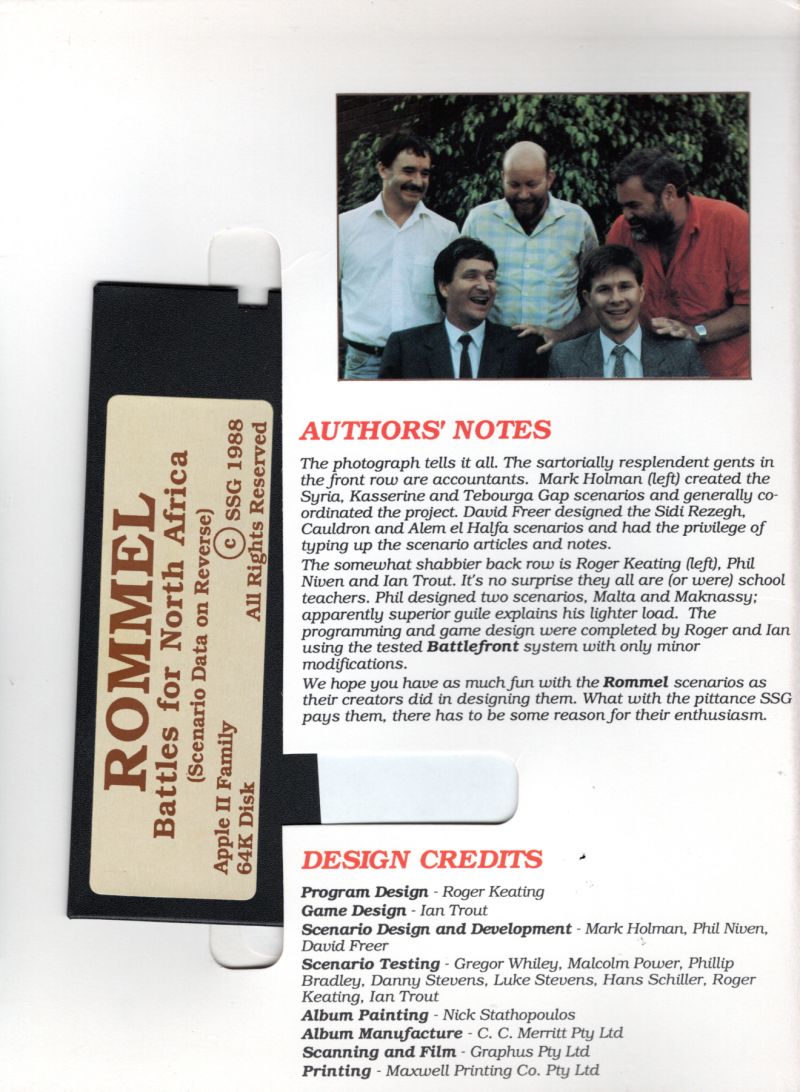 ROMMEL
Battles for North Africa
(Scenario Data on Reverse)
Apple II Family
64K Disk
© SSG 1988
All Rights Reserved
AUTHORS' NOTES
The photograph tells it all. The sartorially resplendent gents in
the front row are accountants. Mark Holman (left) created the
Syria, Kasserine and Tebourga Gap scenarios and generally co-
ordinated the project. David Freer designed the Sidi Rezegh,
Cauldron and Alem el Halfa scenarios and had the privilege of
typing up the scenario articles and notes.
The somewhat shabbier back row is Roger Keating (left), Phil
Niven and Ian Trout. It's no surprise they all are (or were) school
teachers. Phil designed two scenarios, Malta and Maknassy;
apparently superior guile explains his lighter load. The
programming and game design were completed by Roger and Ian
using the tested Battlefront system with only minor
modifications.
We hope you have as much fun with the Rommel scenarios as
their creators did in designing them. What with the pittance SSG
pays them, there has to be some reason for their enthusiasm.
DESIGN CREDITS
Program Design - Roger Keating
Game Design - Ian Trout
Scenario Design and Development - Mark Holman, Phil Niven,
David Freer
Scenario Testing - Gregor Whiley, Malcolm Power, Phillip
Bradley, Danny Stevens, Luke Stevens, Hans Schiller, Roger
Keating, Ian Trout
Album Painting - Nick Stathopoulos
Album Manufacture - C. C. Merritt Pty Ltd
Scanning and Film - Graphus Pty Ltd
Printing - Maxwell Printing Co. Pty Ltd